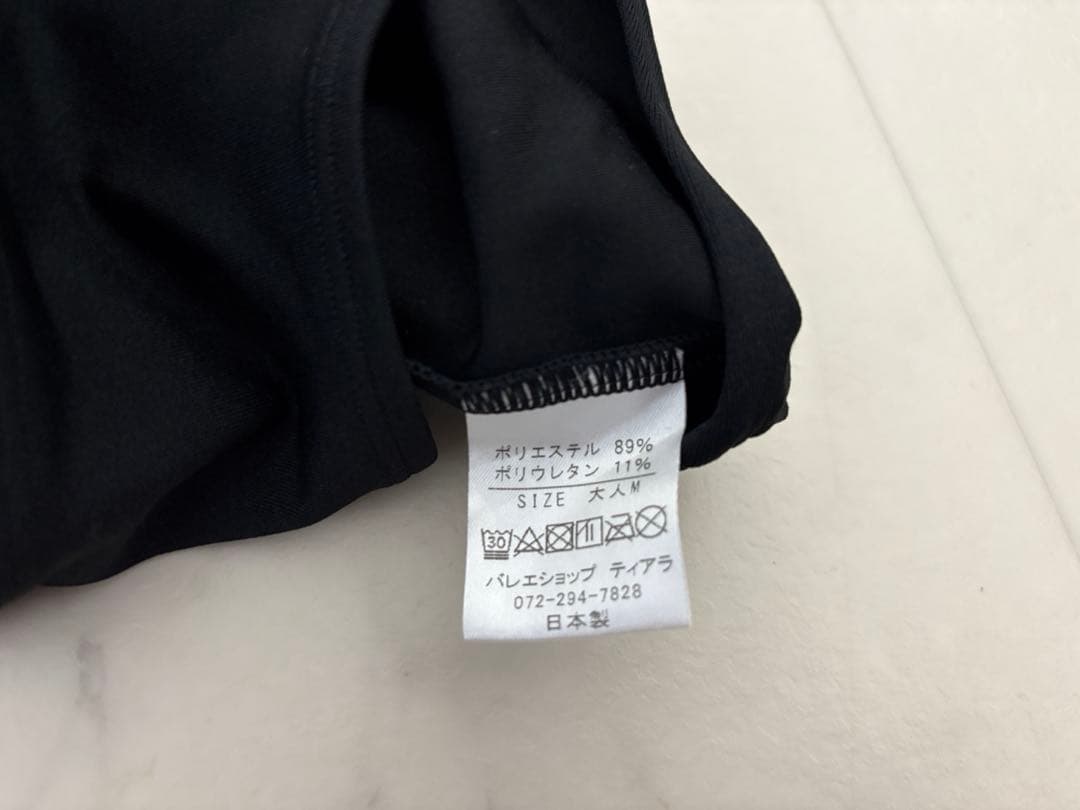 ポリエステル 89%
ポリウレタン 11%
SIZE 大人M
30
バレエショップ ティアラ
072-294-7828
日本製